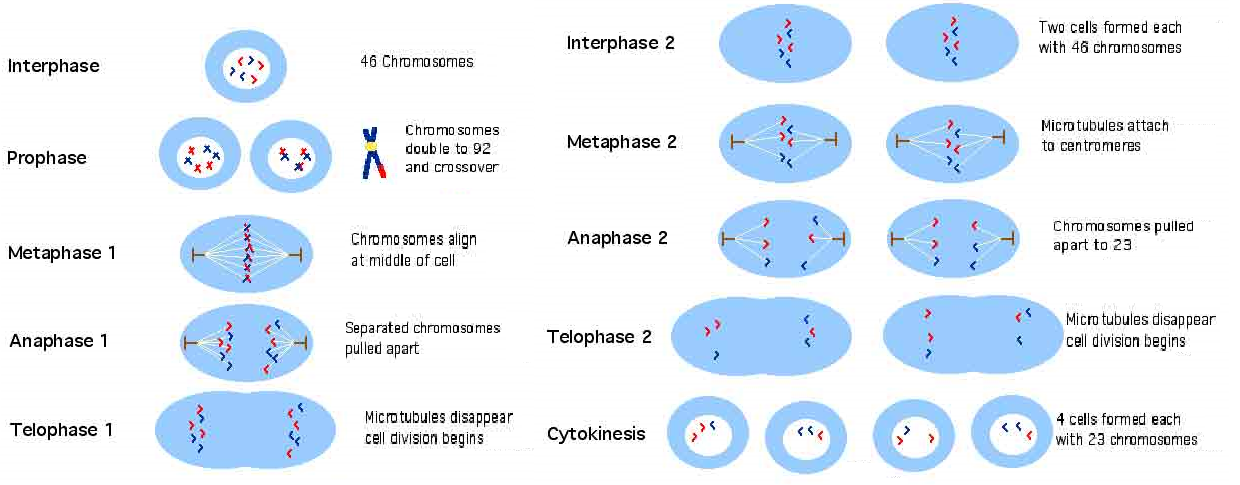 Interphase
46 Chromosomes
Prophase
Chromosomes
double to 92
and crossover
Metaphase 1
Chromosomes align
at middle of cell
Anaphase 1
Separated chromosomes
pulled apart
Telophase 1
Microtubules disappear
cell division begins
Interphase 2
Two cells formed each
with 46 chromosomes
Metaphase 2
Microtubules attach
to centromeres
Anaphase 2
Chromosomes pulled
apart to 23
Telophase 2
Microtubules disappear
cell division begins
Cytokinesis
4 cells formed each
with 23 chromosomes